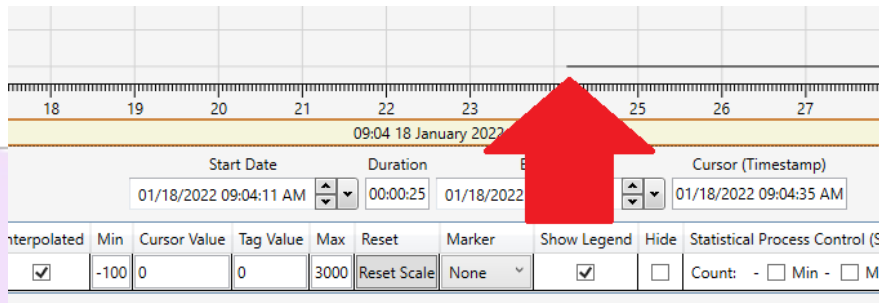 18 19 20 21 22 23 25 26 27
09:04 18 January 2022
Start Date Duration Cursor (Timestamp)
01/18/2022 09:04:11 AM 00:00:25 01/18/2022 01/18/2022 09:04:35 AM
Min Cursor Value Tag Value Max Reset Marker Show Legend Hide Statistical Process Control
-100 0 0 3000 Reset Scale None Count: - Min -